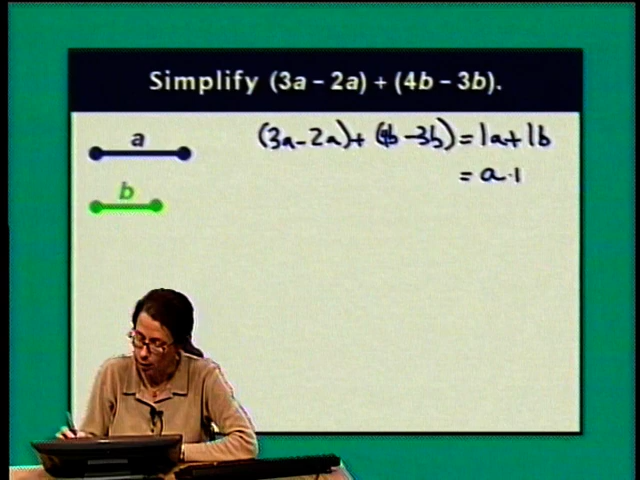 Simplify (3a – 2a) + (4b – 3b).
a
(3a-2a)+(4b-3b)=1a+1b
= a·1
b